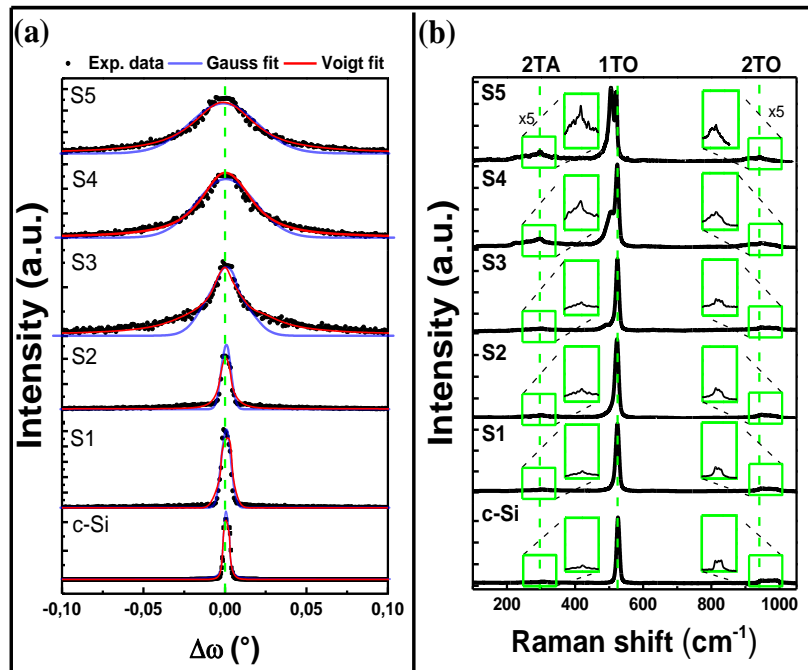 (a)
Exp. data Gauss fit Voigt fit
S5
S4
S3
S2
S1
c-Si
Intensity (a.u.)
-0,10 -0,05 0,00 0,05 0,10
Δω (°)
(b)
2TA 1TO 2TO
S5
x5 x5
S4
S3
S2
S1
c-Si
Intensity (a.u.)
200 400 600 800 1000
Raman shift (cm⁻¹)